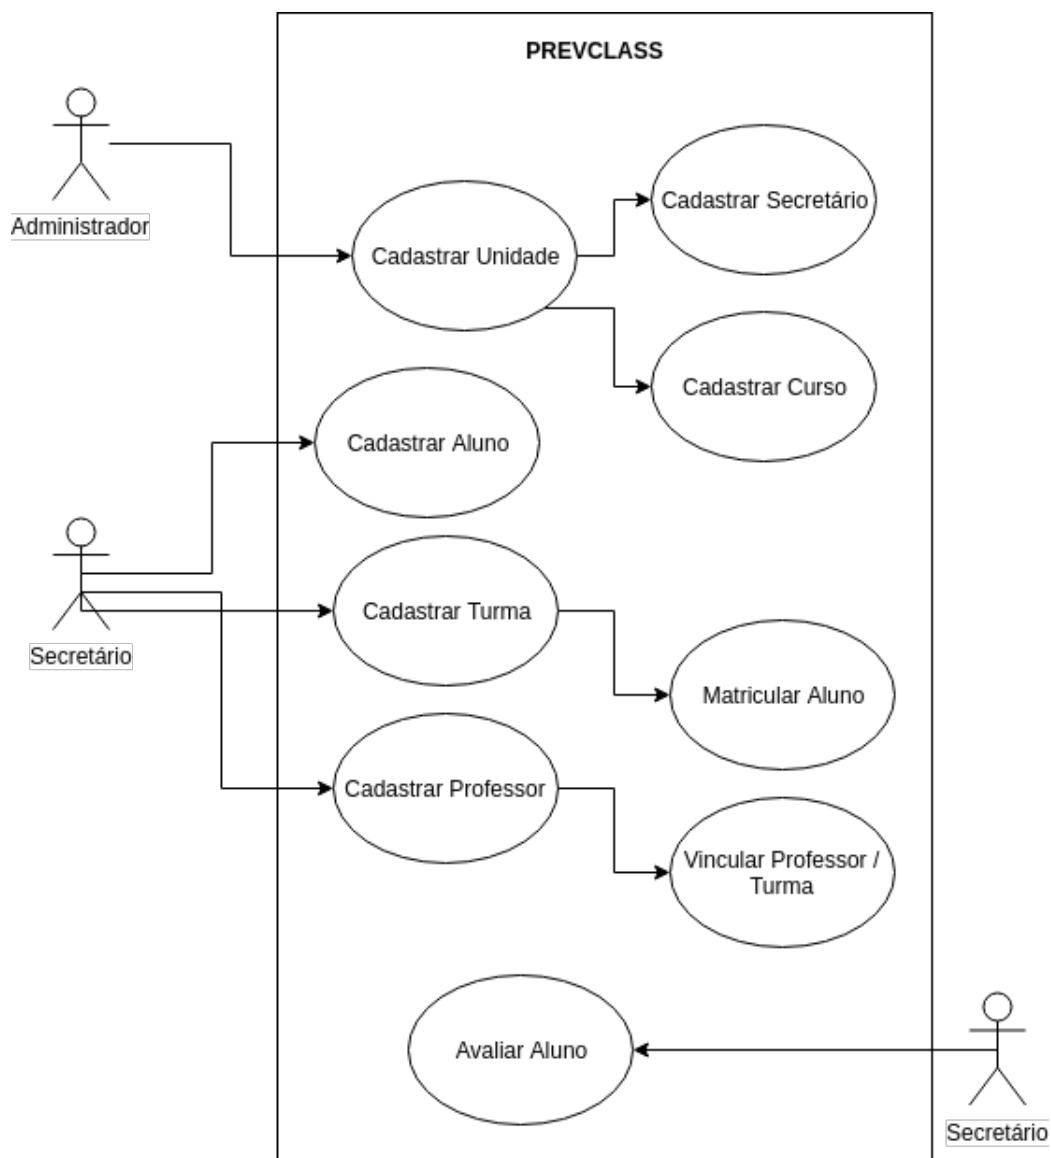 PREVCLASS
Administrador
Cadastrar Secretário
Cadastrar Unidade
Cadastrar Curso
Cadastrar Aluno
Secretário
Cadastrar Turma
Matricular Aluno
Cadastrar Professor
Vincular Professor /
Turma
Avaliar Aluno
Secretário